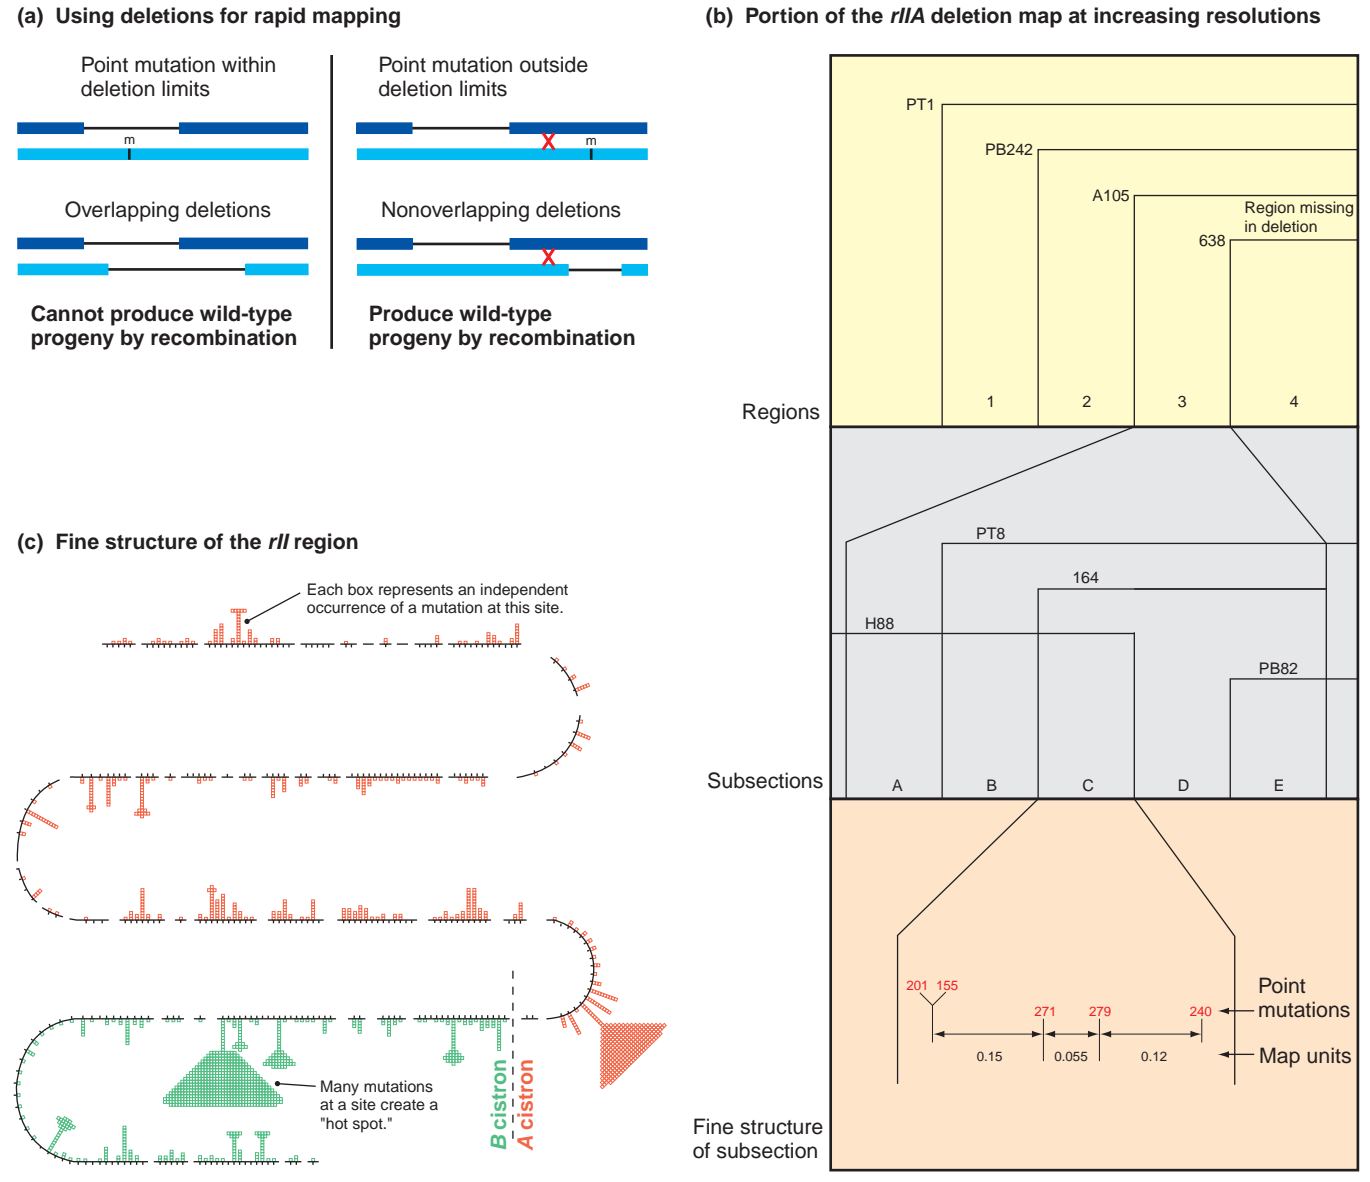 (a) Using deletions for rapid mapping
Point mutation within
deletion limits
m
Point mutation outside
deletion limits
m
Overlapping deletions
Nonoverlapping deletions
Cannot produce wild-type
progeny by recombination
Produce wild-type
progeny by recombination
(b) Portion of the rIIA deletion map at increasing resolutions
PT1
PB242
A105
Region missing
in deletion
638
Regions
1 2 3 4
PT8
164
H88
PB82
Subsections
A B C D E
201 155
271 279 240
Point
mutations
0.15 0.055 0.12
Map units
Fine structure
of subsection
(c) Fine structure of the rII region
Each box represents an independent
occurrence of a mutation at this site.
Many mutations
at a site create a
"hot spot."
B cistron
A cistron